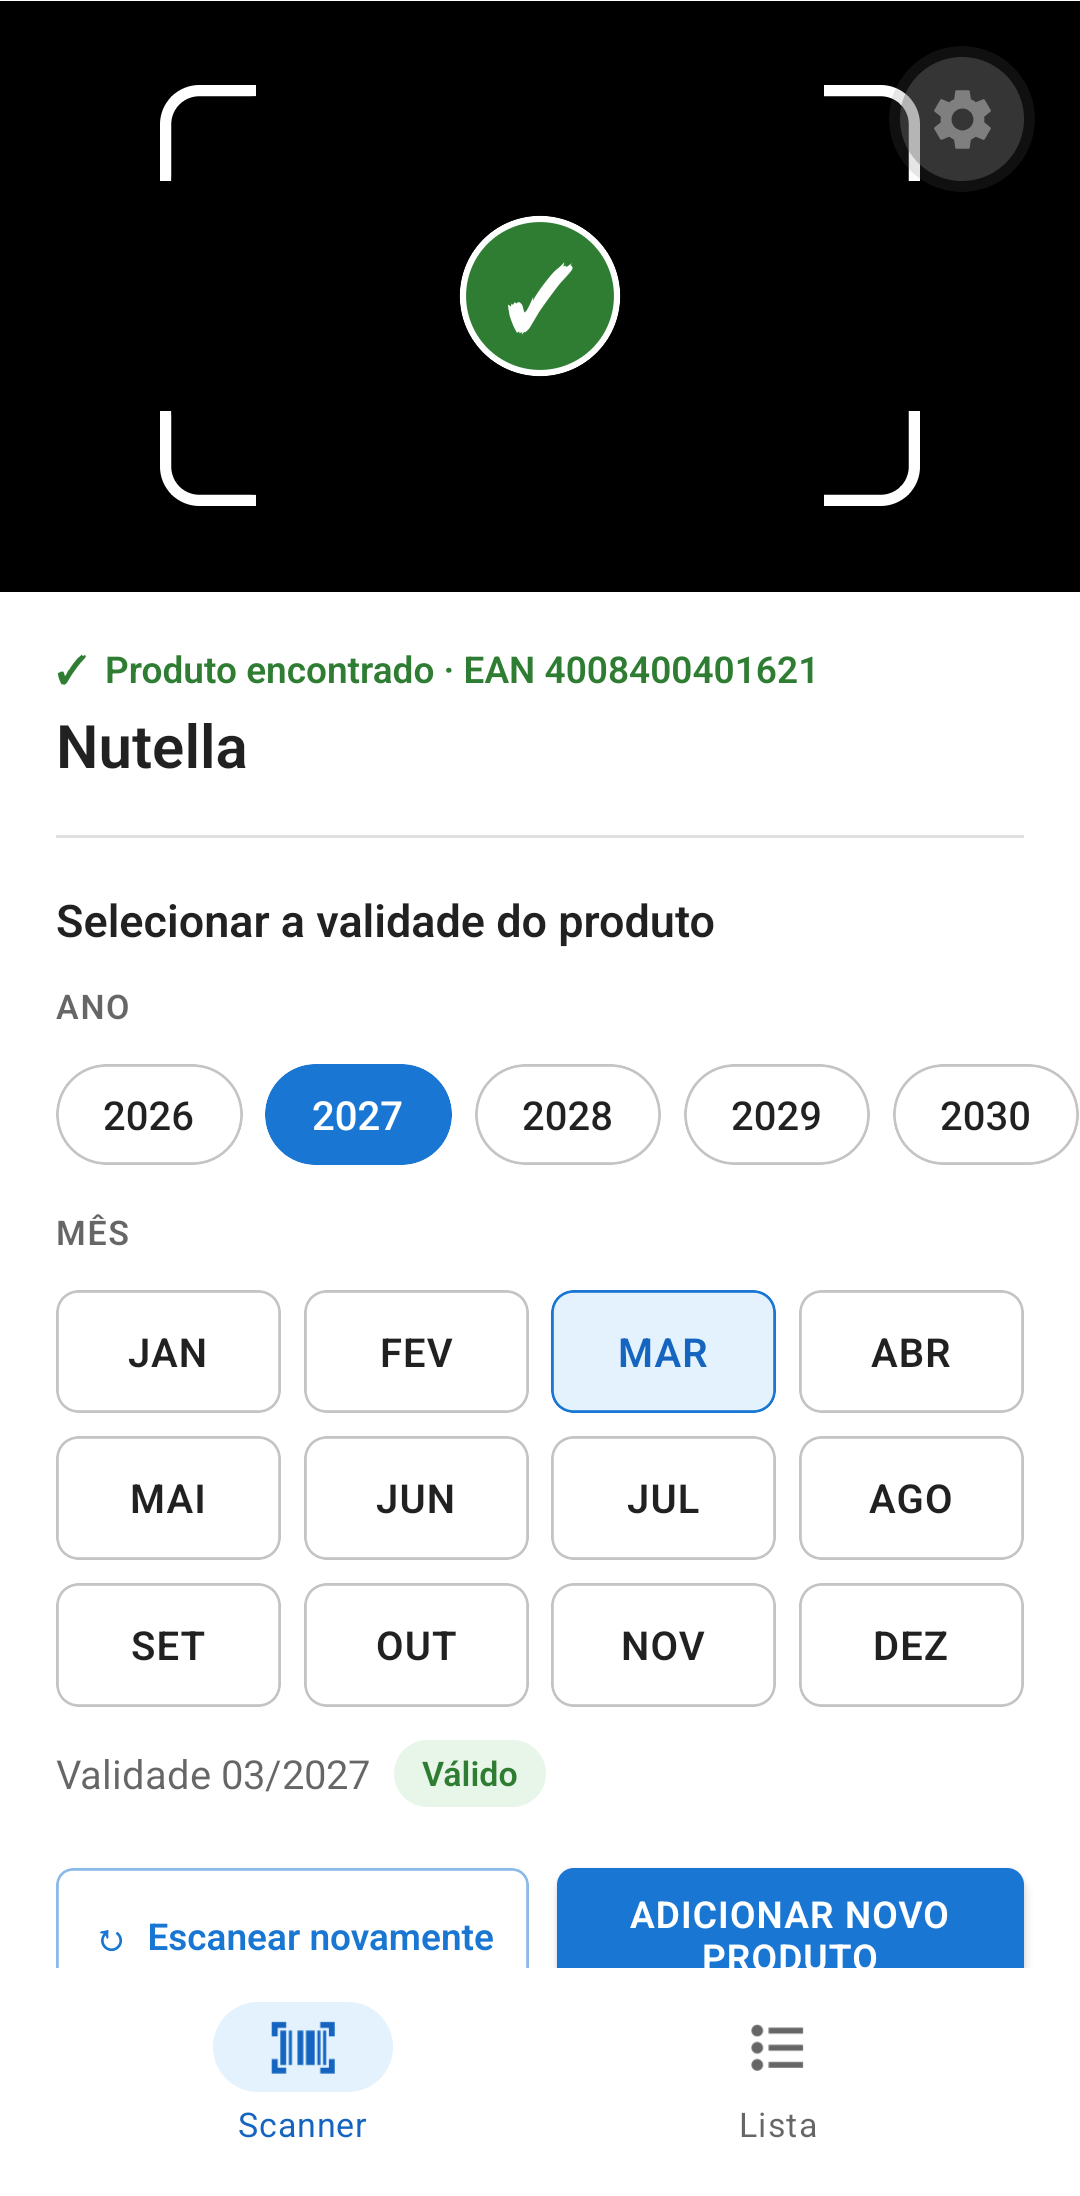 ✓ Produto encontrado · EAN 4008400401621
Nutella
Selecionar a validade do produto
ANO
2026 2027 2028 2029 2030
MÊS
JAN FEV MAR ABR
MAI JUN JUL AGO
SET OUT NOV DEZ
Validade 03/2027 Válido
↻ Escanear novamente
ADICIONAR NOVO
PRODUTO
Scanner Lista